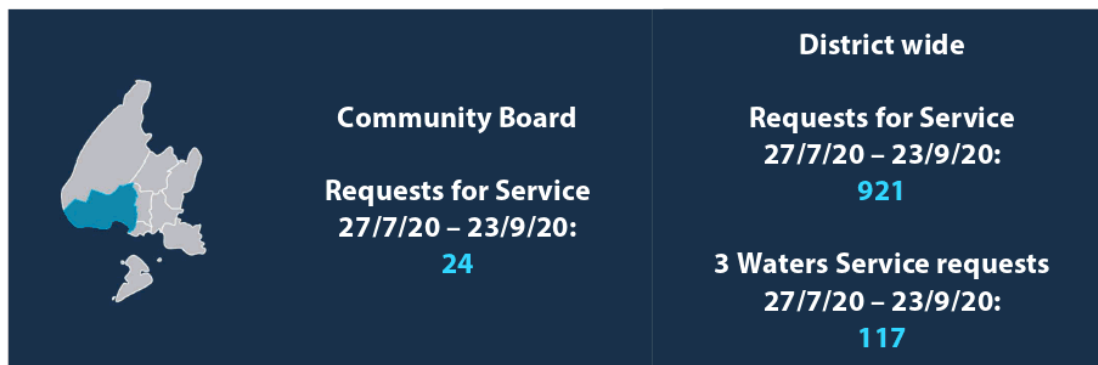 Community Board
Requests for Service
27/7/20 – 23/9/20:
24
District wide
Requests for Service
27/7/20 – 23/9/20:
921
3 Waters Service requests
27/7/20 – 23/9/20:
117